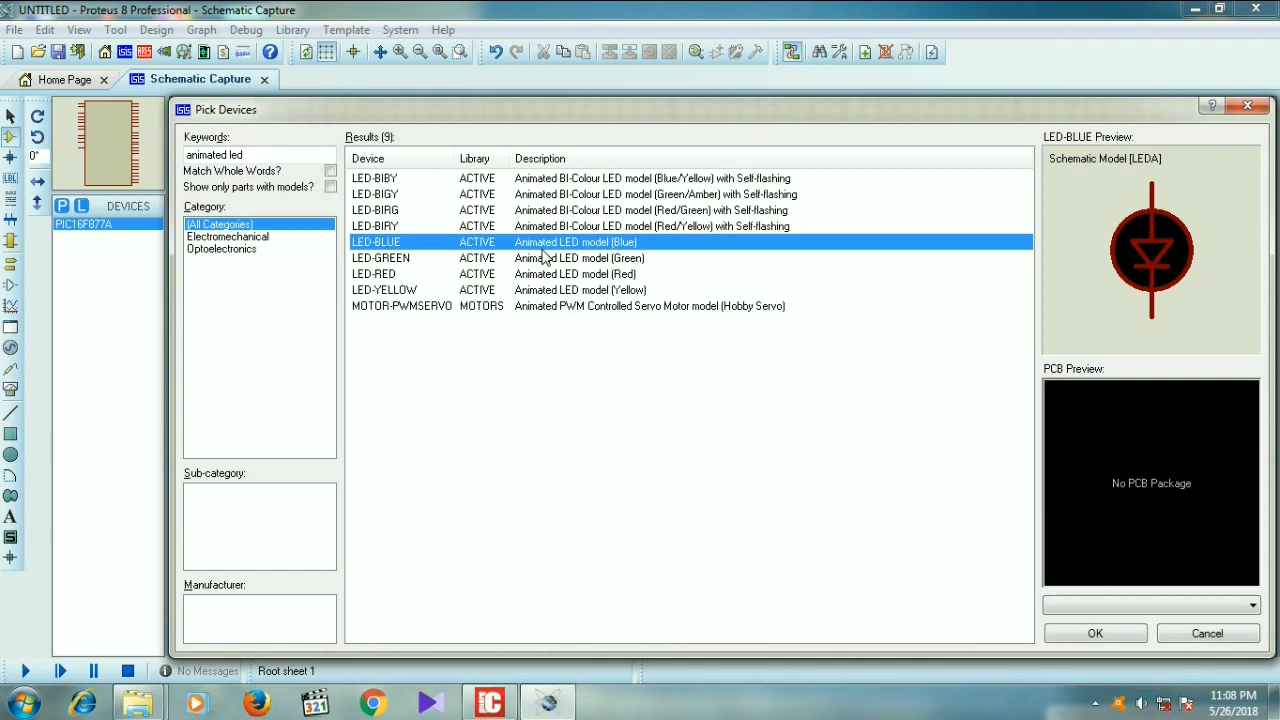 UNTITLED - Proteus 8 Professional - Schematic Capture
File Edit View Tool Design Graph Debug Library Template System Help
Home Page Schematic Capture
Pick Devices
Keywords:
animated led
Match Whole Words?
Show only parts with models?
Category:
(All Categories)
Electromechanical
Optoelectronics
Sub-category:
Manufacturer:
Results (9):
Device Library Description
LED-BIBY ACTIVE Animated BI-Colour LED model (Blue/Yellow) with Self-flashing
LED-BIGY ACTIVE Animated BI-Colour LED model (Green/Amber) with Self-flashing
LED-BIRG ACTIVE Animated BI-Colour LED model (Red/Green) with Self-flashing
LED-BIRY ACTIVE Animated BI-Colour LED model (Red/Yellow) with Self-flashing
LED-BLUE ACTIVE Animated LED model (Blue)
LED-GREEN ACTIVE Animated LED model (Green)
LED-RED ACTIVE Animated LED model (Red)
LED-YELLOW ACTIVE Animated LED model (Yellow)
MOTOR-PWMSERVO MOTORS Animated PWM Controlled Servo Motor model (Hobby Servo)
LED-BLUE Preview:
Schematic Model [LEDA]
PCB Preview:
No PCB Package
OK Cancel
0°
P L DEVICES
PIC16F877A
LBL
A
No Messages Root sheet 1
321
11:08 PM
5/26/2018